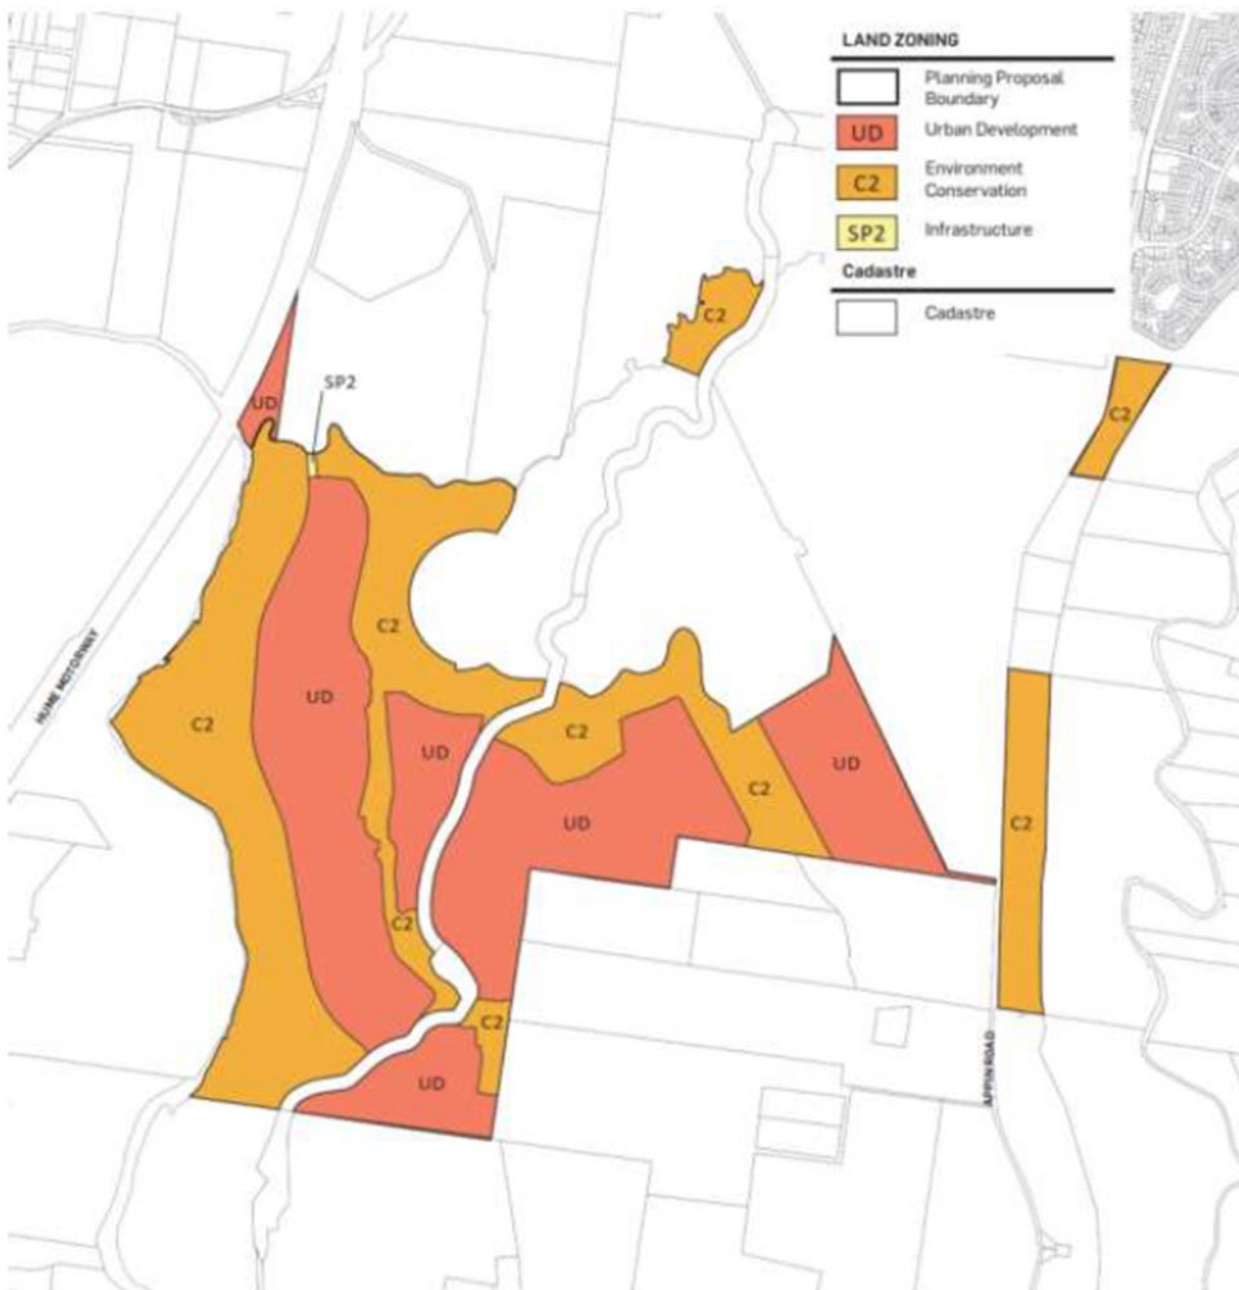 LAND ZONING
Planning Proposal
Boundary
UD
Urban Development
C2
Environment
Conservation
SP2
Infrastructure
Cadastre
Cadastre
C2
SP2
UD
C2
C2
UD
C2
UD
C2
UD
C2
UD
UD
C2
C2
C2
UD
HUME MOTORWAY
APPIN ROAD